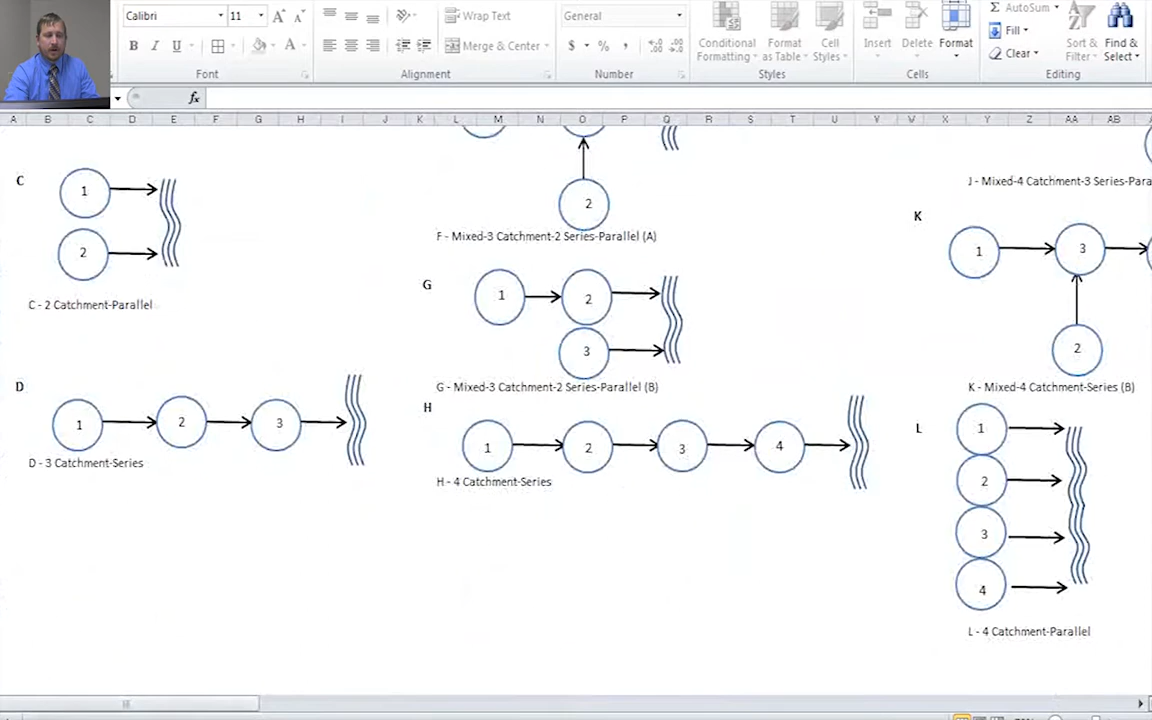 Calibri 11 A A Wrap Text General Σ AutoSum
Fill
B I U A Merge & Center $ % , .00 .0 Conditional Formatting Format as Table Cell Styles Insert Delete Format Clear Sort & Filter Find & Select
Font Alignment Number Styles Cells Editing
fx
A B C D E F G H I J K L M N O P Q R S T U V W X Y Z AA AB
C
1
2
C - 2 Catchment-Parallel
D
1 2 3
D - 3 Catchment-Series
2
F - Mixed-3 Catchment-2 Series-Parallel (A)
G
1 2
3
G - Mixed-3 Catchment-2 Series-Parallel (B)
H
1 2 3 4
H - 4 Catchment-Series
J - Mixed-4 Catchment-3 Series-Para
K
1 3
2
K - Mixed-4 Catchment-Series (B)
L
1
2
3
4
L - 4 Catchment-Parallel